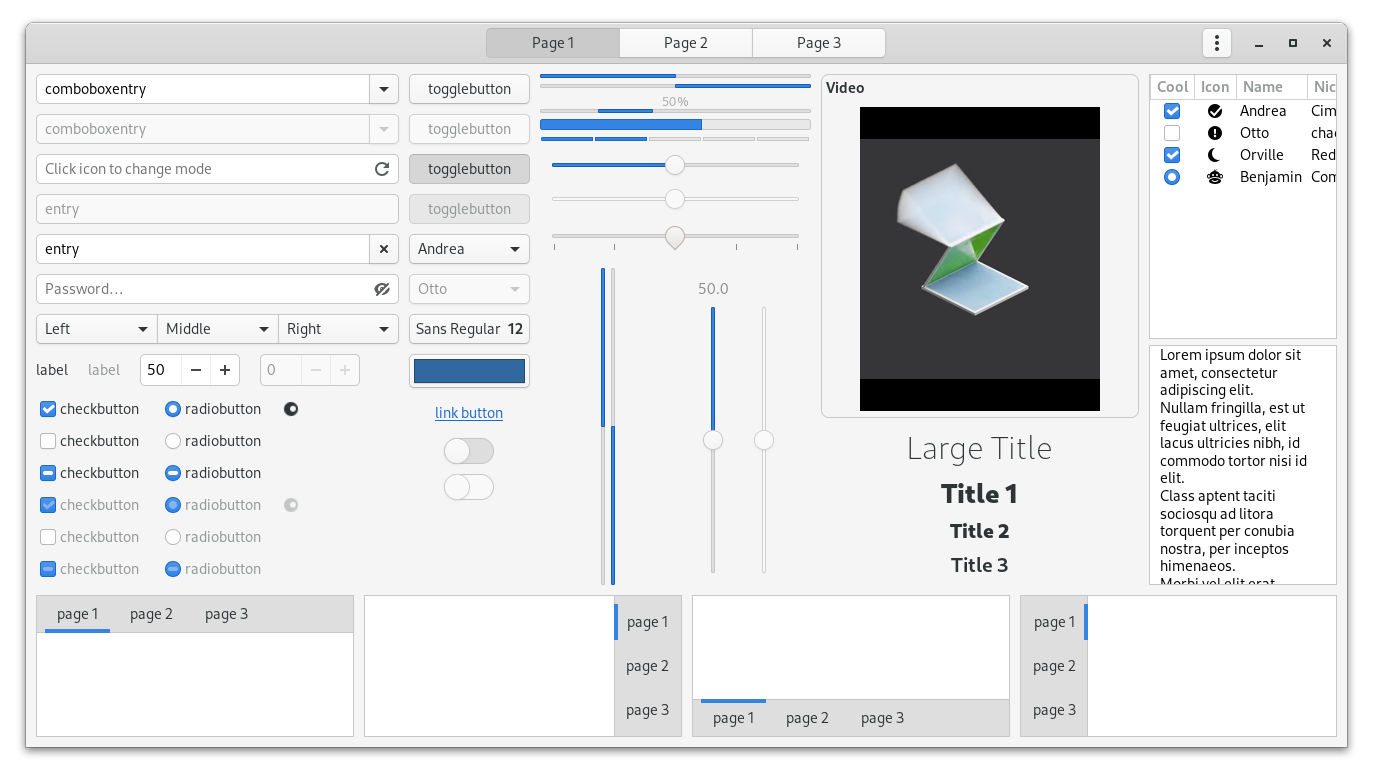 Page 1 Page 2 Page 3
comboboxentry
comboboxentry
Click icon to change mode
entry
entry
Password...
Left Middle Right
label label 50 0
checkbutton radiobutton
checkbutton radiobutton
checkbutton radiobutton
checkbutton radiobutton
checkbutton radiobutton
checkbutton radiobutton
togglebutton
togglebutton
togglebutton
togglebutton
Andrea
Otto
Sans Regular 12
link button
50%
50.0
Video
Large Title
Title 1
Title 2
Title 3
Cool Icon Name Nic
Andrea Cim
Otto chao
Orville Red
Benjamin Com
Lorem ipsum dolor sit
amet, consectetur
adipiscing elit.
Nullam fringilla, est ut
feugiat ultrices, elit
lacus ultricies nibh, id
commodo tortor nisi id
elit.
Class aptent taciti
sociosqu ad litora
torquent per conubia
nostra, per inceptos
himenaeos.
Morbi vel elit erat
page 1 page 2 page 3
page 1
page 2
page 3
page 1 page 2 page 3
page 1
page 2
page 3